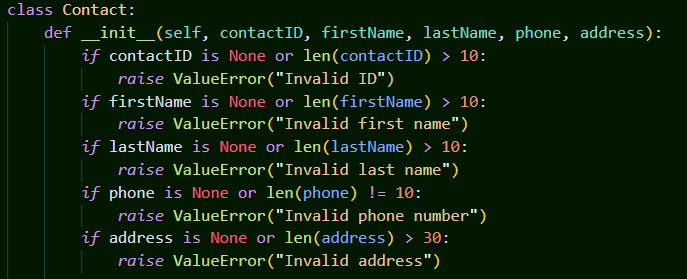 class Contact:
    def __init__(self, contactID, firstName, lastName, phone, address):
        if contactID is None or len(contactID) > 10:
            raise ValueError("Invalid ID")
        if firstName is None or len(firstName) > 10:
            raise ValueError("Invalid first name")
        if lastName is None or len(lastName) > 10:
            raise ValueError("Invalid last name")
        if phone is None or len(phone) != 10:
            raise ValueError("Invalid phone number")
        if address is None or len(address) > 30:
            raise ValueError("Invalid address")